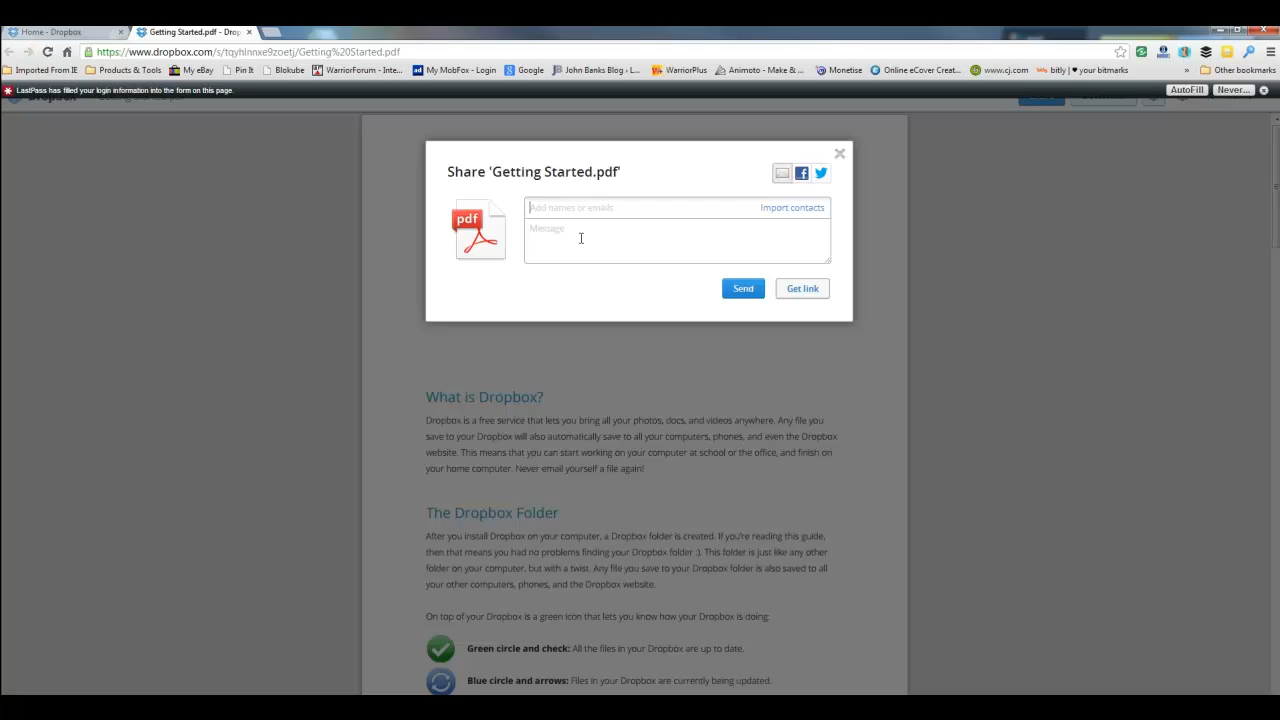 Home - Dropbox
Getting Started.pdf - Drop
https://www.dropbox.com/s/tqyhlnnxe9zoetj/Getting%20Started.pdf
Imported From IE
Products & Tools
My eBay
Pin It
Blokube
WarriorForum - Inte...
My MobFox - Login
Google
John Banks Blog ‹ L...
WarriorPlus
Animoto - Make &...
Monetise
Online eCover Creat...
www.cj.com
bitly | ♥ your bitmarks
»
Other bookmarks
LastPass has filled your login information into the form on this page.
AutoFill
Never...
Share 'Getting Started.pdf'
pdf
Add names or emails
Import contacts
Message
Send
Get link
What is Dropbox?
Dropbox is a free service that lets you bring all your photos, docs, and videos anywhere. Any file you
save to your Dropbox will also automatically save to all your computers, phones, and even the Dropbox
website. This means that you can start working on your computer at school or the office, and finish on
your home computer. Never email yourself a file again!
The Dropbox Folder
After you install Dropbox on your computer, a Dropbox folder is created. If you're reading this guide,
then that means you had no problems finding your Dropbox folder :). This folder is just like any other
folder on your computer, but with a twist. Any file you save to your Dropbox folder is also saved to all
your other computers, phones, and the Dropbox website.
On top of your Dropbox is a green icon that lets you know how your Dropbox is doing:
Green circle and check: All the files in your Dropbox are up to date.
Blue circle and arrows: Files in your Dropbox are currently being updated.